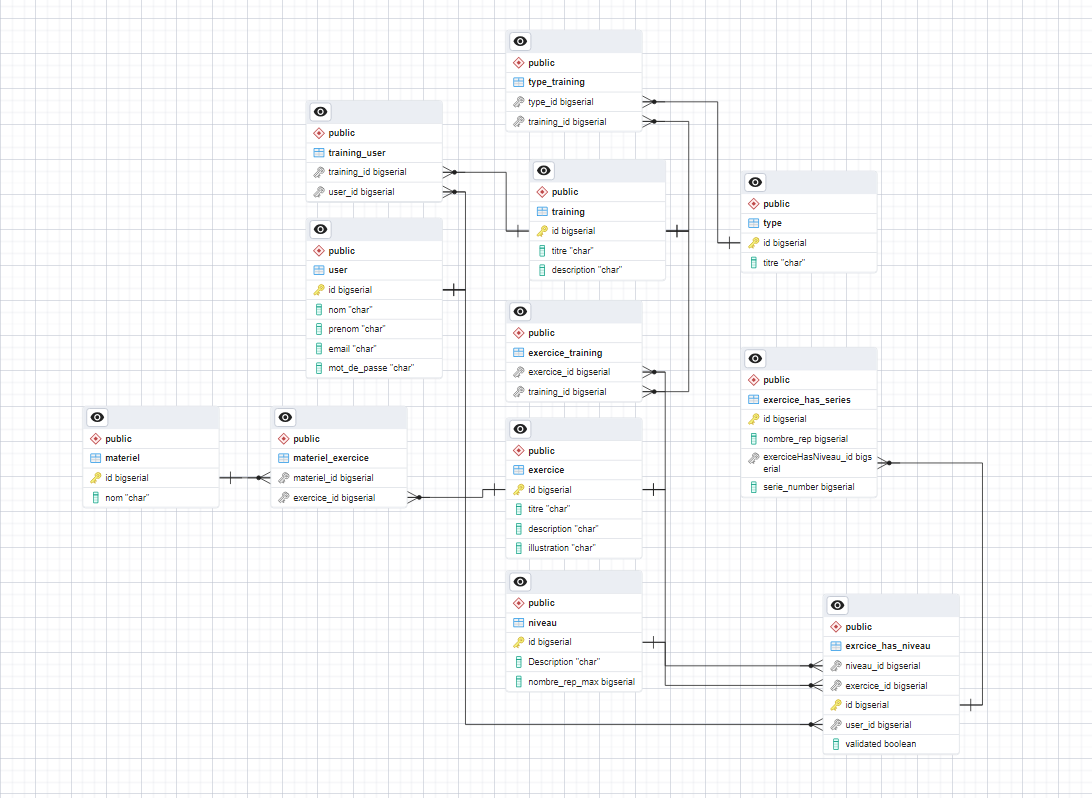 public
type_training
type_id bigserial
training_id bigserial
public
training_user
training_id bigserial
user_id bigserial
public
training
id bigserial
titre "char"
description "char"
public
type
id bigserial
titre "char"
public
user
id bigserial
nom "char"
prenom "char"
email "char"
mot_de_passe "char"
public
exercice_training
exercice_id bigserial
training_id bigserial
public
exercice_has_series
id bigserial
nombre_rep bigserial
exerciceHasNiveau_id bigs
erial
serie_number bigserial
public
materiel
id bigserial
nom "char"
public
materiel_exercice
materiel_id bigserial
exercice_id bigserial
public
exercice
id bigserial
titre "char"
description "char"
illustration "char"
public
niveau
id bigserial
Description "char"
nombre_rep_max bigserial
public
exrcice_has_niveau
niveau_id bigserial
exercice_id bigserial
id bigserial
user_id bigserial
validated boolean